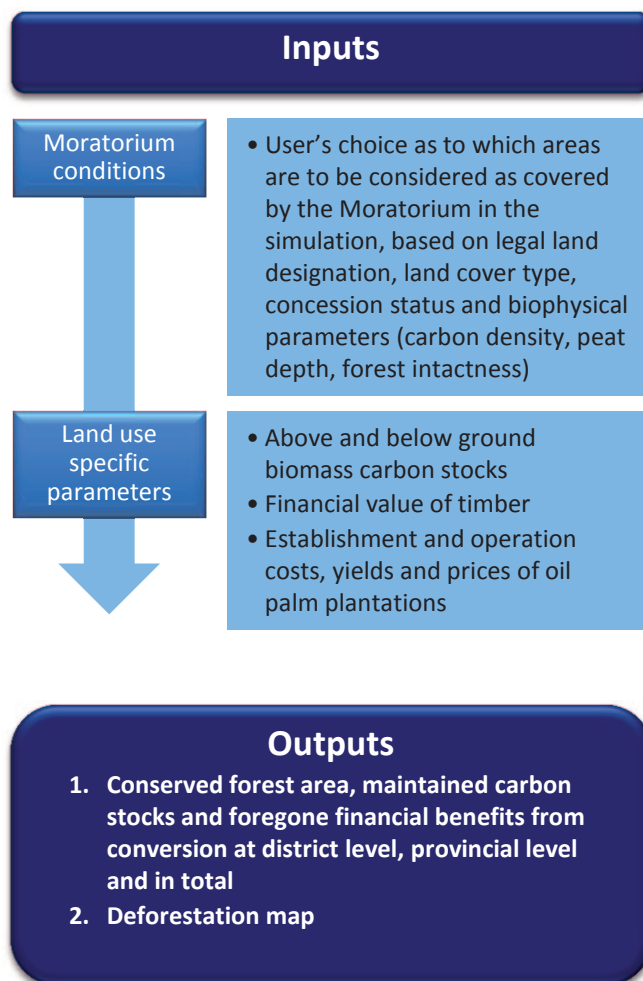 Inputs
Moratorium
conditions
• User’s choice as to which areas
are to be considered as covered
by the Moratorium in the
simulation, based on legal land
designation, land cover type,
concession status and biophysical
parameters (carbon density, peat
depth, forest intactness)
Land use
specific
parameters
• Above and below ground
biomass carbon stocks
• Financial value of timber
• Establishment and operation
costs, yields and prices of oil
palm plantations
Outputs
1. Conserved forest area, maintained carbon
stocks and foregone financial benefits from
conversion at district level, provincial level
and in total
2. Deforestation map